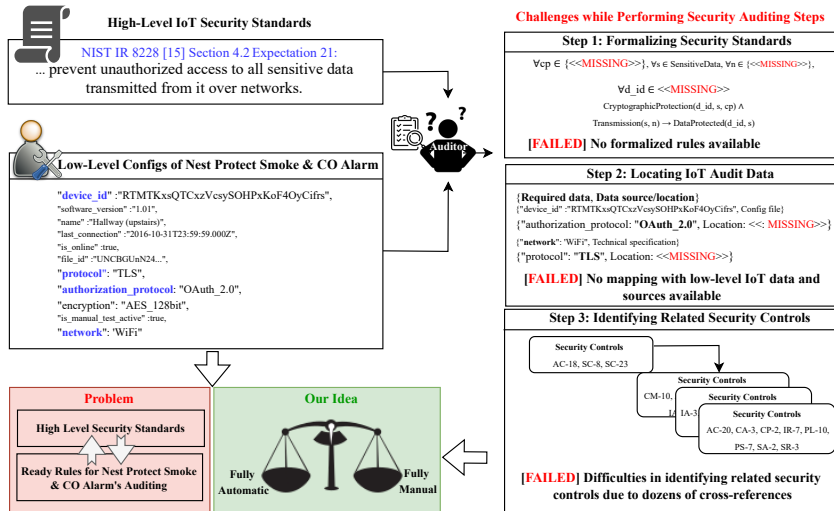 High-Level IoT Security Standards
NIST IR 8228 [15] Section 4.2 Expectation 21:
... prevent unauthorized access to all sensitive data
transmitted from it over networks.
Low-Level Configs of Nest Protect Smoke & CO Alarm
"device_id" :"RTMTKxsQTCxzVcsySOHPxKoF4OyCifrs",
"software_version" :"1.01",
"name" :"Hallway (upstairs)",
"last_connection" :"2016-10-31T23:59:59.000Z",
"is_online" :true,
"file_id" :"UNCBGUnN24...",
"protocol": "TLS",
"authorization_protocol: "OAuth_2.0",
"encryption": "AES_128bit",
"is_manual_test_active" :true,
"network": 'WiFi"
? ?
Auditor
Challenges while Performing Security Auditing Steps
Step 1: Formalizing Security Standards
∀cp ∈ {<<MISSING>>}, ∀s ∈ SensitiveData, ∀n ∈ {<<MISSING>>},
∀d_id ∈ <<MISSING>>
CryptographicProtection(d_id, s, cp) ∧
Transmission(s, n) → DataProtected(d_id, s)
[FAILED] No formalized rules available
Step 2: Locating IoT Audit Data
{Required data, Data source/location}
{"device_id" :"RTMTKxsQTCxzVcsySOHPxKoF4OyCifrs", Config file}
{"authorization_protocol: "OAuth_2.0", Location: <<: MISSING>>}
{"network": 'WiFi", Technical specification}
{"protocol": "TLS", Location: <<MISSING>>}
[FAILED] No mapping with low-level IoT data and
sources available
Step 3: Identifying Related Security Controls
Security Controls
AC-18, SC-8, SC-23
Security Controls
CM-10,
Security Controls
IA-3
Security Controls
AC-20, CA-3, CP-2, IR-7, PL-10,
PS-7, SA-2, SR-3
[FAILED] Difficulties in identifying related security
controls due to dozens of cross-references
Problem
High Level Security Standards
Ready Rules for Nest Protect Smoke
& CO Alarm's Auditing
Our Idea
Fully
Automatic
Fully
Manual